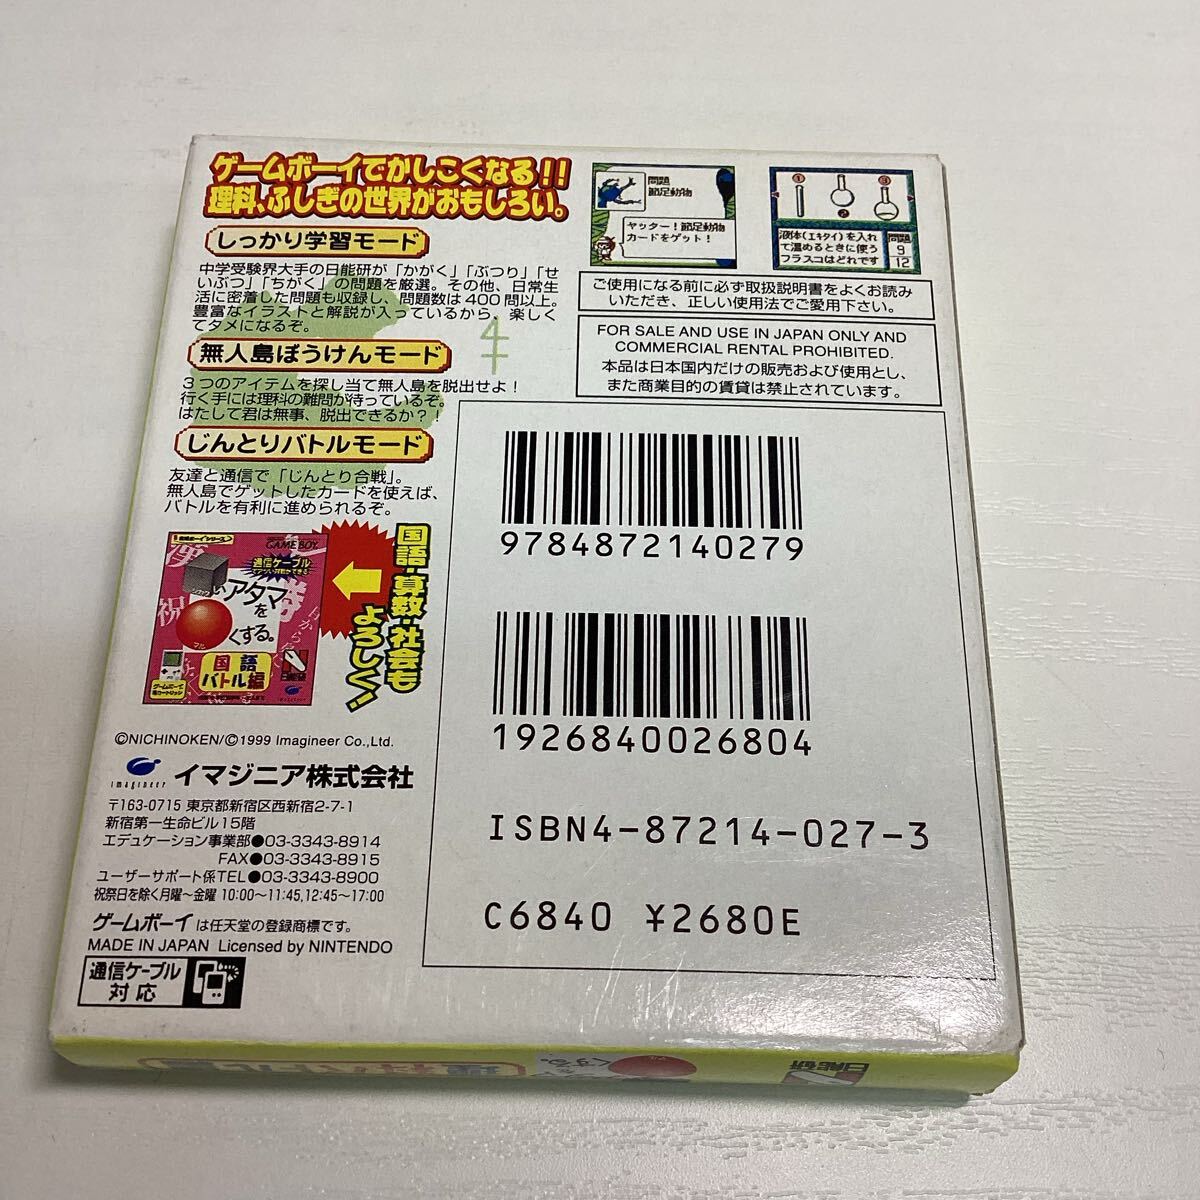 ゲームボーイでかしこくなる!!
理科、ふしぎの世界がおもしろい。
しっかり学習モード
中学受験界大手の日能研が「かがく」「ぶつり」「せ
いぶつ」「ちがく」の問題を厳選。その他、日常生
活に密着した問題も収録し、問題数は400問以上。
豊富なイラストと解説が入っているから、楽しく
てタメになるぞ。
無人島ぼうけんモード
3つのアイテムを探し当て無人島を脱出せよ!
行く手には理科の難問が待っているぞ。
はたして君は無事、脱出できるか?!
じんとりバトルモード
友達と通信で「じんとり合戦」。
無人島でゲットしたカードを使えば、
バトルを有利に進められるぞ。
GAME BOY
通信ケーブル
いアタマを
マル
くする。
国語
バトル編
日能研
国語・算数・社会も
よろしく!
©NICHINOKEN/©1999 Imagineer Co.,Ltd.
imagineer
イマジニア株式会社
〒163-0715 東京都新宿区西新宿2-7-1
新宿第一生命ビル15階
エデュケーション事業部●03-3343-8914
FAX●03-3343-8915
ユーザーサポート係TEL●03-3343-8900
祝祭日を除く月曜〜金曜 10:00〜11:45,12:45〜17:00
ゲームボーイ は任天堂の登録商標です。
MADE IN JAPAN Licensed by NINTENDO
通信ケーブル
対応
問題
節足動物
ヤッター!節足動物
カードをゲット!
① ② ③
液体(エキタイ)を入れ
て温めるときに使う
フラスコはどれです
問題
9
12
ご使用になる前に必ず取扱説明書をよくお読み
いただき、正しい使用法でご愛用下さい。
FOR SALE AND USE IN JAPAN ONLY AND
COMMERCIAL RENTAL PROHIBITED.
本品は日本国内だけの販売および使用とし、
また商業目的の賃貸は禁止されています。
9784872140279
1926840026804
ISBN4-87214-027-3
C6840 ¥2680E
理科バトル編
くする。
日能研